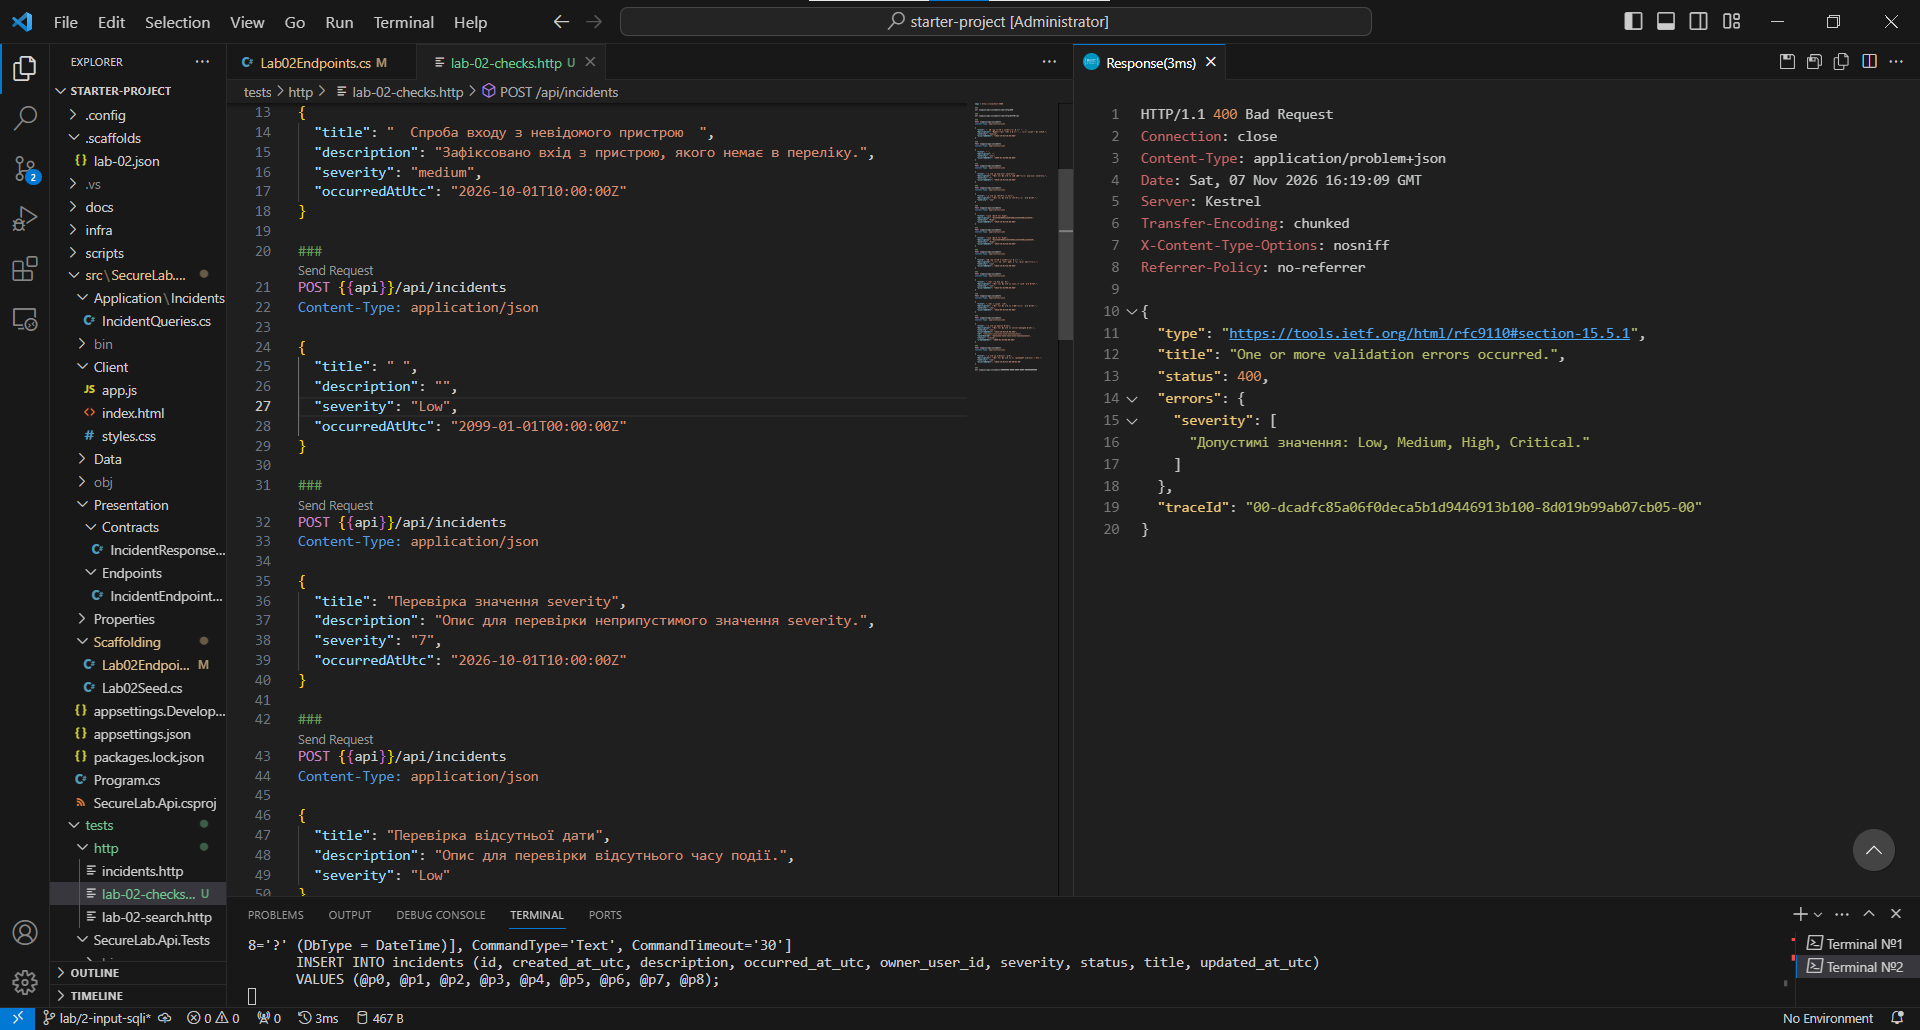 File Edit Selection View Go Run Terminal Help
starter-project [Administrator]
EXPLORER
STARTER-PROJECT
.config
.scaffolds
{} lab-02.json
.vs
docs
infra
scripts
src\SecureLab....
Application\Incidents
C# IncidentQueries.cs
bin
Client
JS app.js
<> index.html
# styles.css
Data
obj
Presentation
Contracts
C# IncidentResponse...
Endpoints
C# IncidentEndpoint...
Properties
Scaffolding
C# Lab02Endpoi... M
C# Lab02Seed.cs
{} appsettings.Develop...
{} appsettings.json
{} packages.lock.json
C# Program.cs
SecureLab.Api.csproj
tests
http
incidents.http
lab-02-checks... U
lab-02-search.http
SecureLab.Api.Tests
OUTLINE
TIMELINE
2
C# Lab02Endpoints.cs M
lab-02-checks.http U
tests > http > lab-02-checks.http > POST /api/incidents
13 {
14 "title": "  Спроба входу з невідомого пристрою  ",
15 "description": "Зафіксовано вхід з пристрою, якого немає в переліку.",
16 "severity": "medium",
17 "occurredAtUtc": "2026-10-01T10:00:00Z"
18 }
19
20 ###
Send Request
21 POST {{api}}/api/incidents
22 Content-Type: application/json
23
24 {
25 "title": " ",
26 "description": "",
27 "severity": "Low",
28 "occurredAtUtc": "2099-01-01T00:00:00Z"
29 }
30
31 ###
Send Request
32 POST {{api}}/api/incidents
33 Content-Type: application/json
34
35 {
36 "title": "Перевірка значення severity",
37 "description": "Опис для перевірки неприпустимого значення severity.",
38 "severity": "7",
39 "occurredAtUtc": "2026-10-01T10:00:00Z"
40 }
41
42 ###
Send Request
43 POST {{api}}/api/incidents
44 Content-Type: application/json
45
46 {
47 "title": "Перевірка відсутньої дати",
48 "description": "Опис для перевірки відсутнього часу події.",
49 "severity": "Low"
50 }
Response(3ms)
1 HTTP/1.1 400 Bad Request
2 Connection: close
3 Content-Type: application/problem+json
4 Date: Sat, 07 Nov 2026 16:19:09 GMT
5 Server: Kestrel
6 Transfer-Encoding: chunked
7 X-Content-Type-Options: nosniff
8 Referrer-Policy: no-referrer
9
10 {
11 "type": "https://tools.ietf.org/html/rfc9110#section-15.5.1",
12 "title": "One or more validation errors occurred.",
13 "status": 400,
14 "errors": {
15 "severity": [
16 "Допустимі значення: Low, Medium, High, Critical."
17 ]
18 },
19 "traceId": "00-dcadfc85a06f0deca5b1d9446913b100-8d019b99ab07cb05-00"
20 }
PROBLEMS OUTPUT DEBUG CONSOLE TERMINAL PORTS
8='?' (DbType = DateTime)], CommandType='Text', CommandTimeout='30']
INSERT INTO incidents (id, created_at_utc, description, occurred_at_utc, owner_user_id, severity, status, title, updated_at_utc)
VALUES (@p0, @p1, @p2, @p3, @p4, @p5, @p6, @p7, @p8);
Terminal №1
Terminal №2
lab/2-input-sqli* 0 0 0 3ms 467 B
No Environment